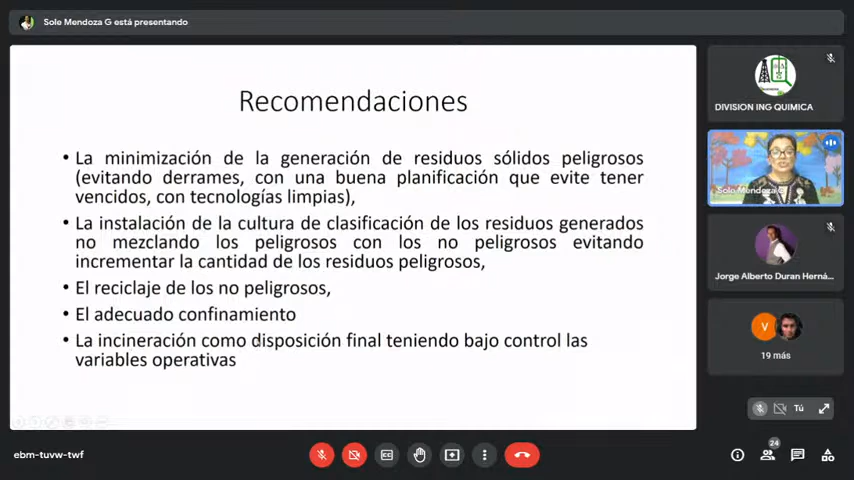 Sole Mendoza G está presentando
Recomendaciones
• La minimización de la generación de residuos sólidos peligrosos
(evitando derrames, con una buena planificación que evite tener
vencidos, con tecnologías limpias),
• La instalación de la cultura de clasificación de los residuos generados
no mezclando los peligrosos con los no peligrosos evitando
incrementar la cantidad de los residuos peligrosos,
• El reciclaje de los no peligrosos,
• El adecuado confinamiento
• La incineración como disposición final teniendo bajo control las
variables operativas
DIVISION ING QUIMICA
Sole Mendoza G
Jorge Alberto Duran Herná...
V
19 más
Tú
ebm-tuvw-twf
CC
24